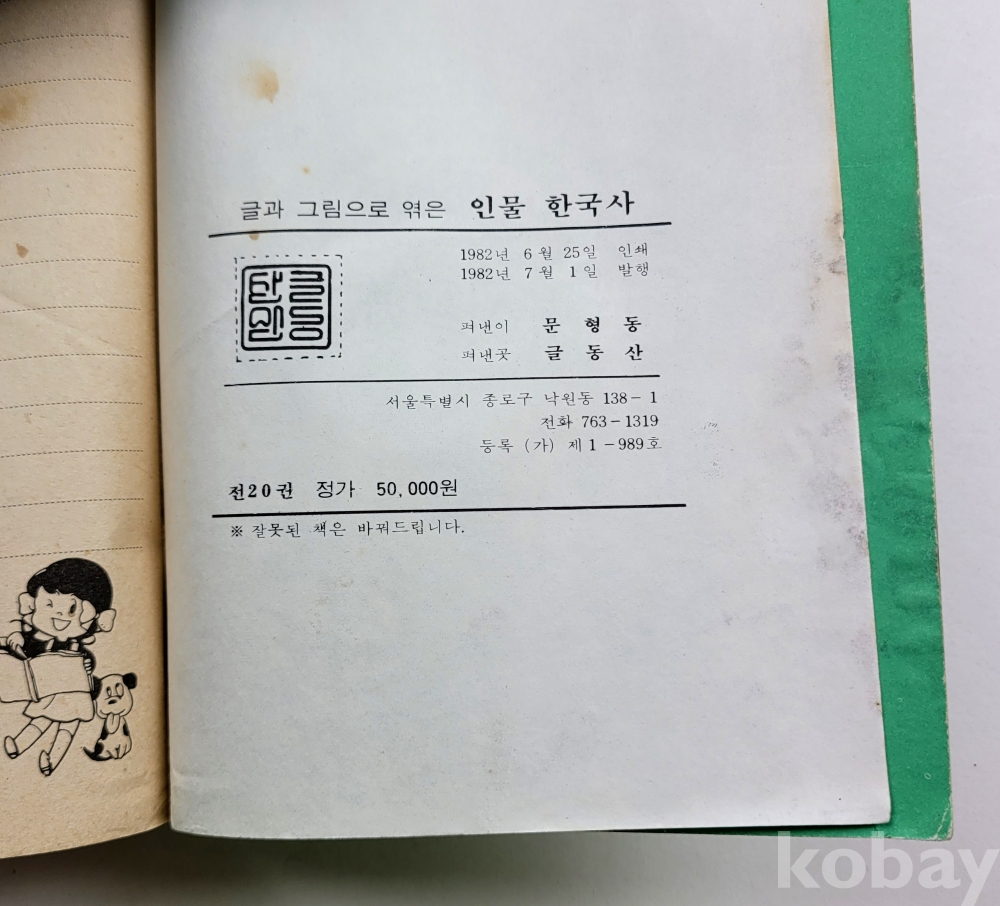 글과 그림으로 엮은 인물 한국사
1982년 6월 25일 인쇄
1982년 7월 1일 발행
펴낸이 문형동
펴낸곳 글동산
서울특별시 종로구 낙원동 138-1
전화 763-1319
등록 (가) 제1-989호
전20권 정가 50,000원
※ 잘못된 책은 바꿔드립니다.
kobay